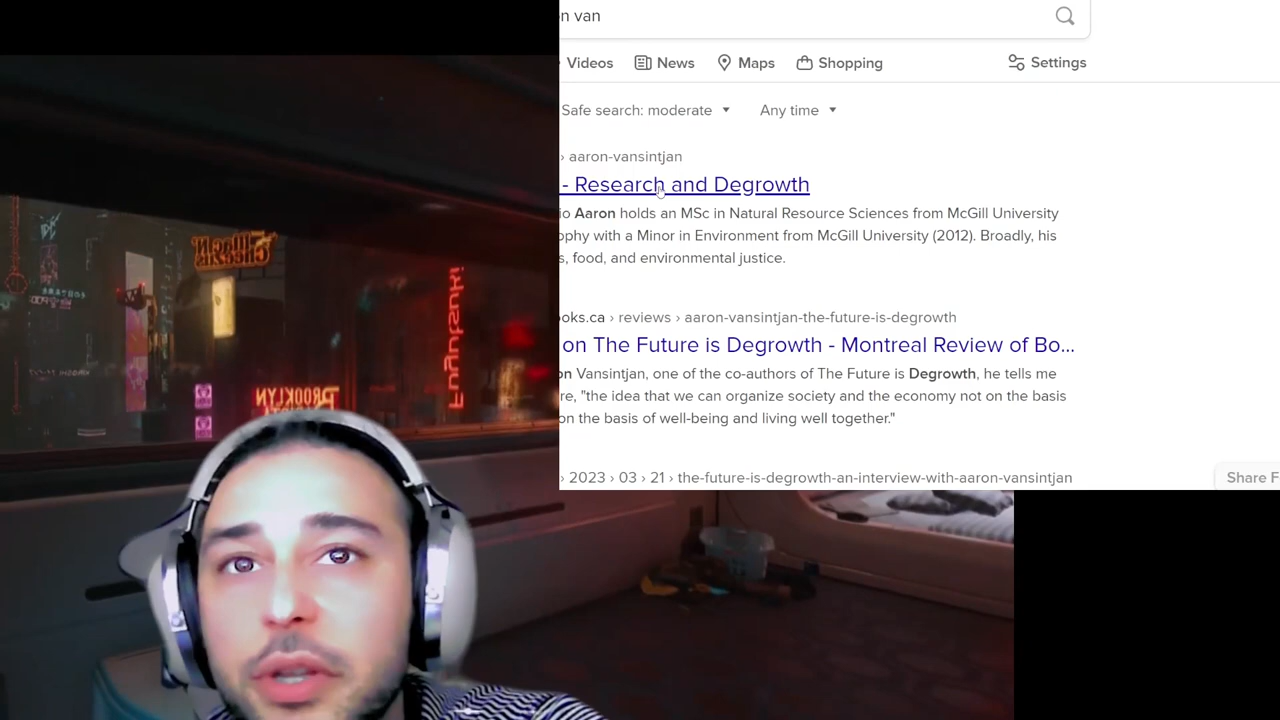 n van
Videos
News
Maps
Shopping
Settings
Safe search: moderate
Any time
› aaron-vansintjan
- Research and Degrowth
io Aaron holds an MSc in Natural Resource Sciences from McGill University
ophy with a Minor in Environment from McGill University (2012). Broadly, his
s, food, and environmental justice.
ooks.ca › reviews › aaron-vansintjan-the-future-is-degrowth
on The Future is Degrowth - Montreal Review of Bo...
on Vansintjan, one of the co-authors of The Future is Degrowth, he tells me
re, "the idea that we can organize society and the economy not on the basis
on the basis of well-being and living well together."
› 2023 › 03 › 21 › the-future-is-degrowth-an-interview-with-aaron-vansintjan
Share F
BROOKLYN